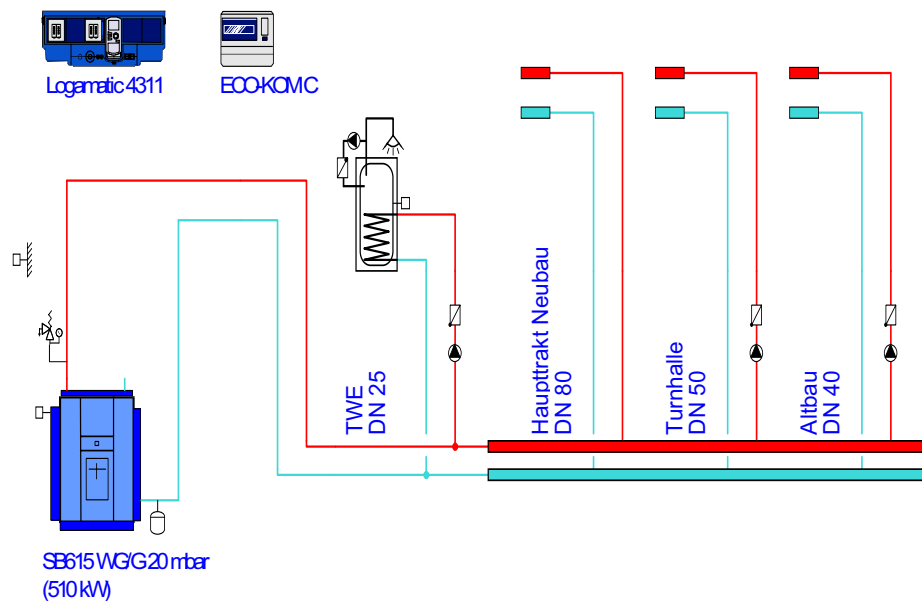 Logamatic 4311
ECO-KOM C
TWE
DN 25
Haupttrakt Neubau
DN 80
Turnhalle
DN 50
Altbau
DN 40
SB615 WG/G 20 mbar
(510 kW)